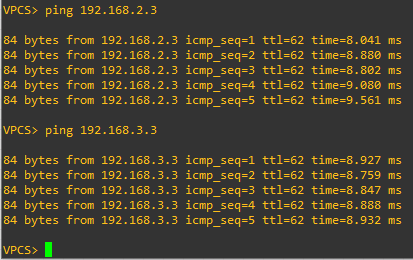 VPCS> ping 192.168.2.3
84 bytes from 192.168.2.3 icmp_seq=1 ttl=62 time=8.041 ms
84 bytes from 192.168.2.3 icmp_seq=2 ttl=62 time=8.880 ms
84 bytes from 192.168.2.3 icmp_seq=3 ttl=62 time=8.802 ms
84 bytes from 192.168.2.3 icmp_seq=4 ttl=62 time=9.080 ms
84 bytes from 192.168.2.3 icmp_seq=5 ttl=62 time=9.561 ms
VPCS> ping 192.168.3.3
84 bytes from 192.168.3.3 icmp_seq=1 ttl=62 time=8.927 ms
84 bytes from 192.168.3.3 icmp_seq=2 ttl=62 time=8.759 ms
84 bytes from 192.168.3.3 icmp_seq=3 ttl=62 time=8.847 ms
84 bytes from 192.168.3.3 icmp_seq=4 ttl=62 time=8.888 ms
84 bytes from 192.168.3.3 icmp_seq=5 ttl=62 time=8.932 ms
VPCS>